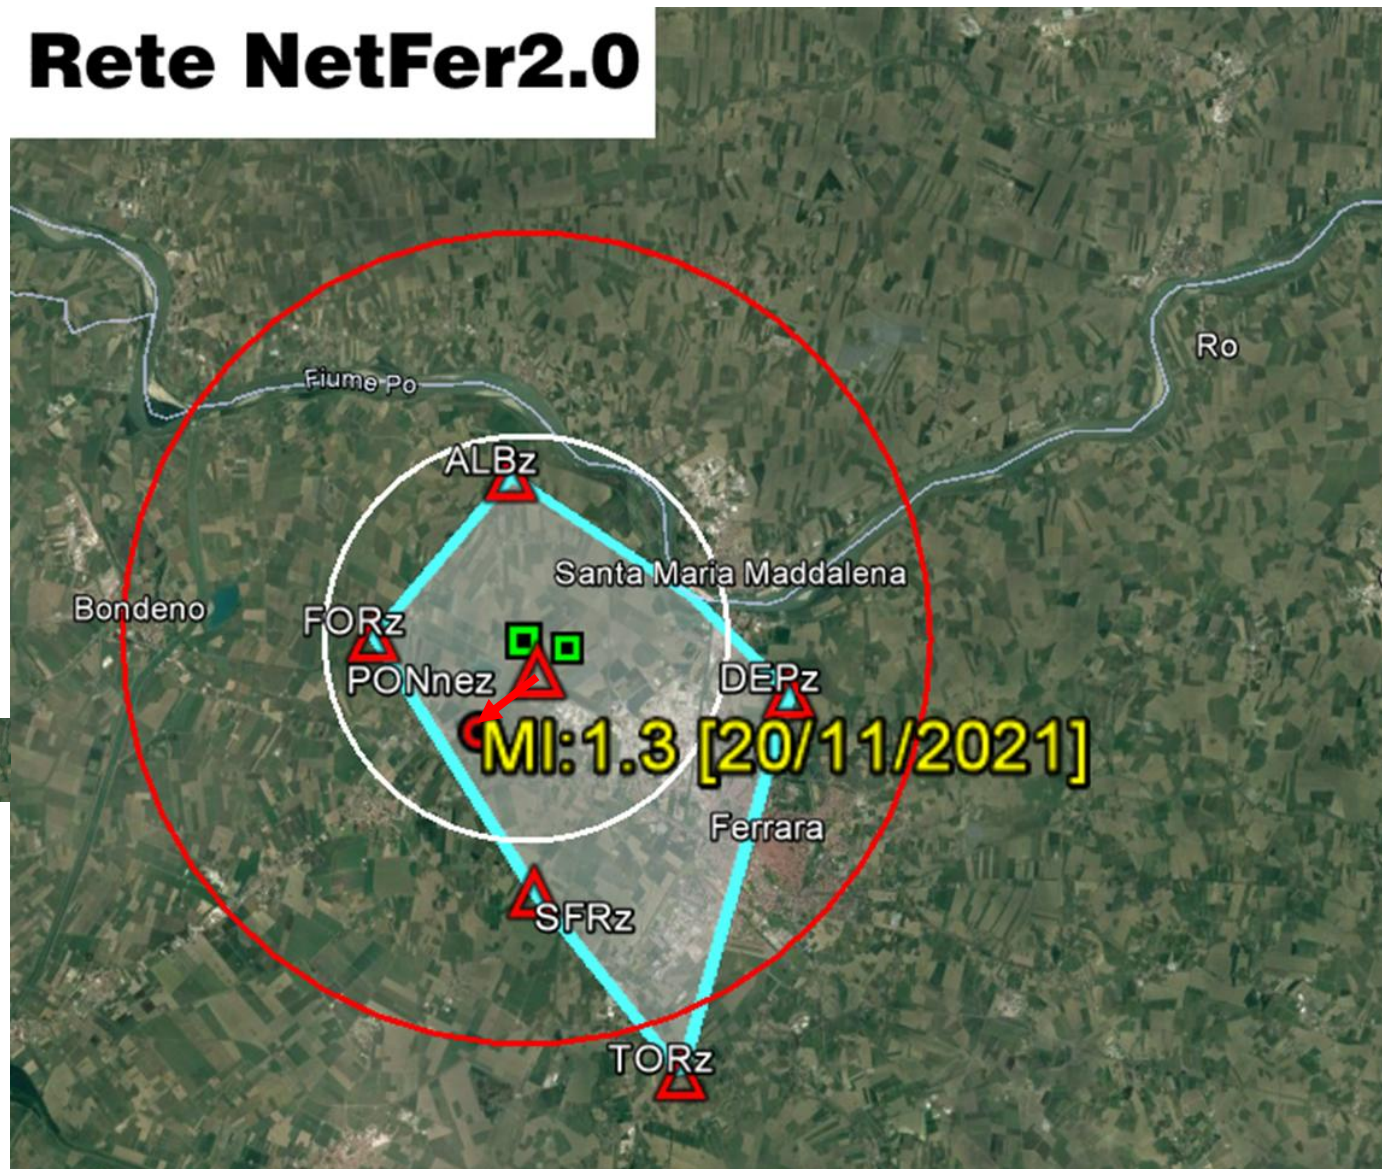 Rete NetFer2.0
Ro
Fiume Po
ALBz
Santa Maria Maddalena
Bondeno
FORz
PONnez
DEPz
Ml:1.3 [20/11/2021]
Ferrara
SFRz
TORz